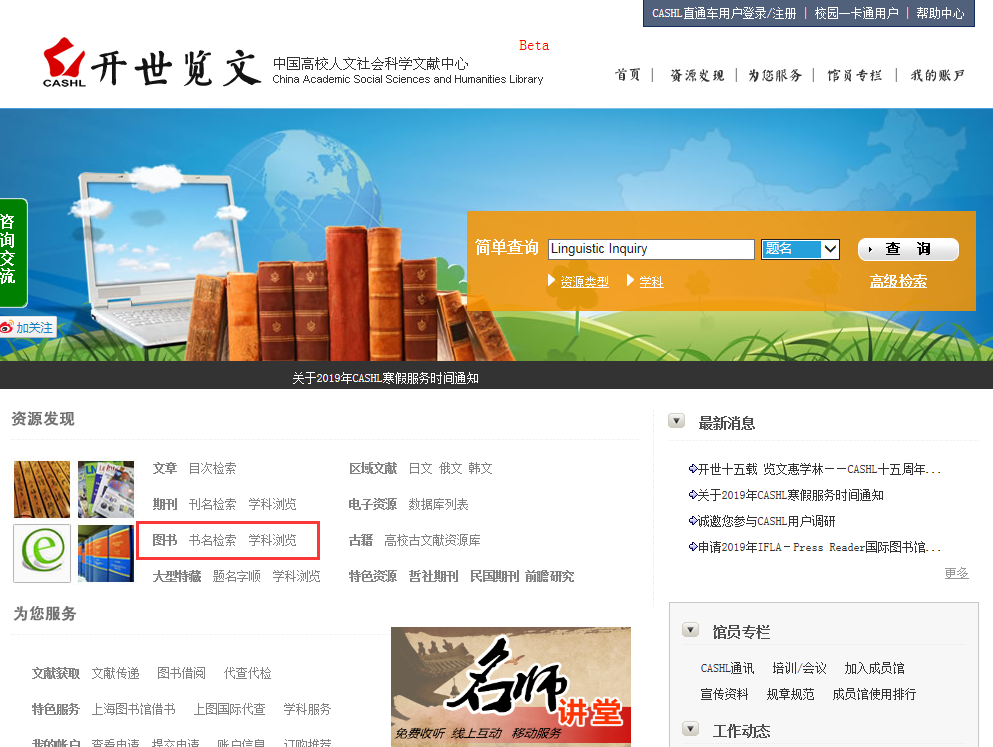 CASHL直通车用户登录/注册 | 校园一卡通用户 | 帮助中心
Beta
CASHL 开世览文 中国高校人文社会科学文献中心
China Academic Social Sciences and Humanities Library
首页 | 资源发现 | 为您服务 | 馆员专栏 | 我的账户
咨询交流
加关注
简单查询 Linguistic Inquiry 题名 查 询
资源类型 学科 高级检索
关于2019年CASHL寒假服务时间通知
资源发现
文章 目次检索 区域文献 日文 俄文 韩文
期刊 刊名检索 学科浏览 电子资源 数据库列表
图书 书名检索 学科浏览 古籍 高校古文献资源库
大型特藏 题名字顺 学科浏览 特色资源 哲社期刊 民国期刊 前瞻研究
最新消息
开世十五载 览文惠学林——CASHL十五周年...
关于2019年CASHL寒假服务时间通知
诚邀您参与CASHL用户调研
申请2019年IFLA－Press Reader国际图书馆...
更多
为您服务
文献获取 文献传递 图书借阅 代查代检
特色服务 上海图书馆借书 上图国际代查 学科服务
我的账户 查看申请 提交申请 账户信息 订购推荐
名师讲堂
免费收听 线上互动 移动服务
馆员专栏
CASHL通讯 培训/会议 加入成员馆
宣传资料 规章规范 成员馆使用排行
工作动态